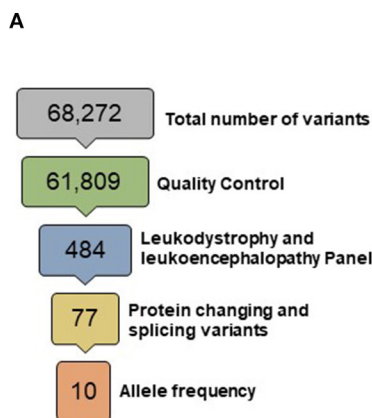 A
68,272 Total number of variants
61,809 Quality Control
484 Leukodystrophy and
leukoencephalopathy Panel
77 Protein changing and
splicing variants
10 Allele frequency